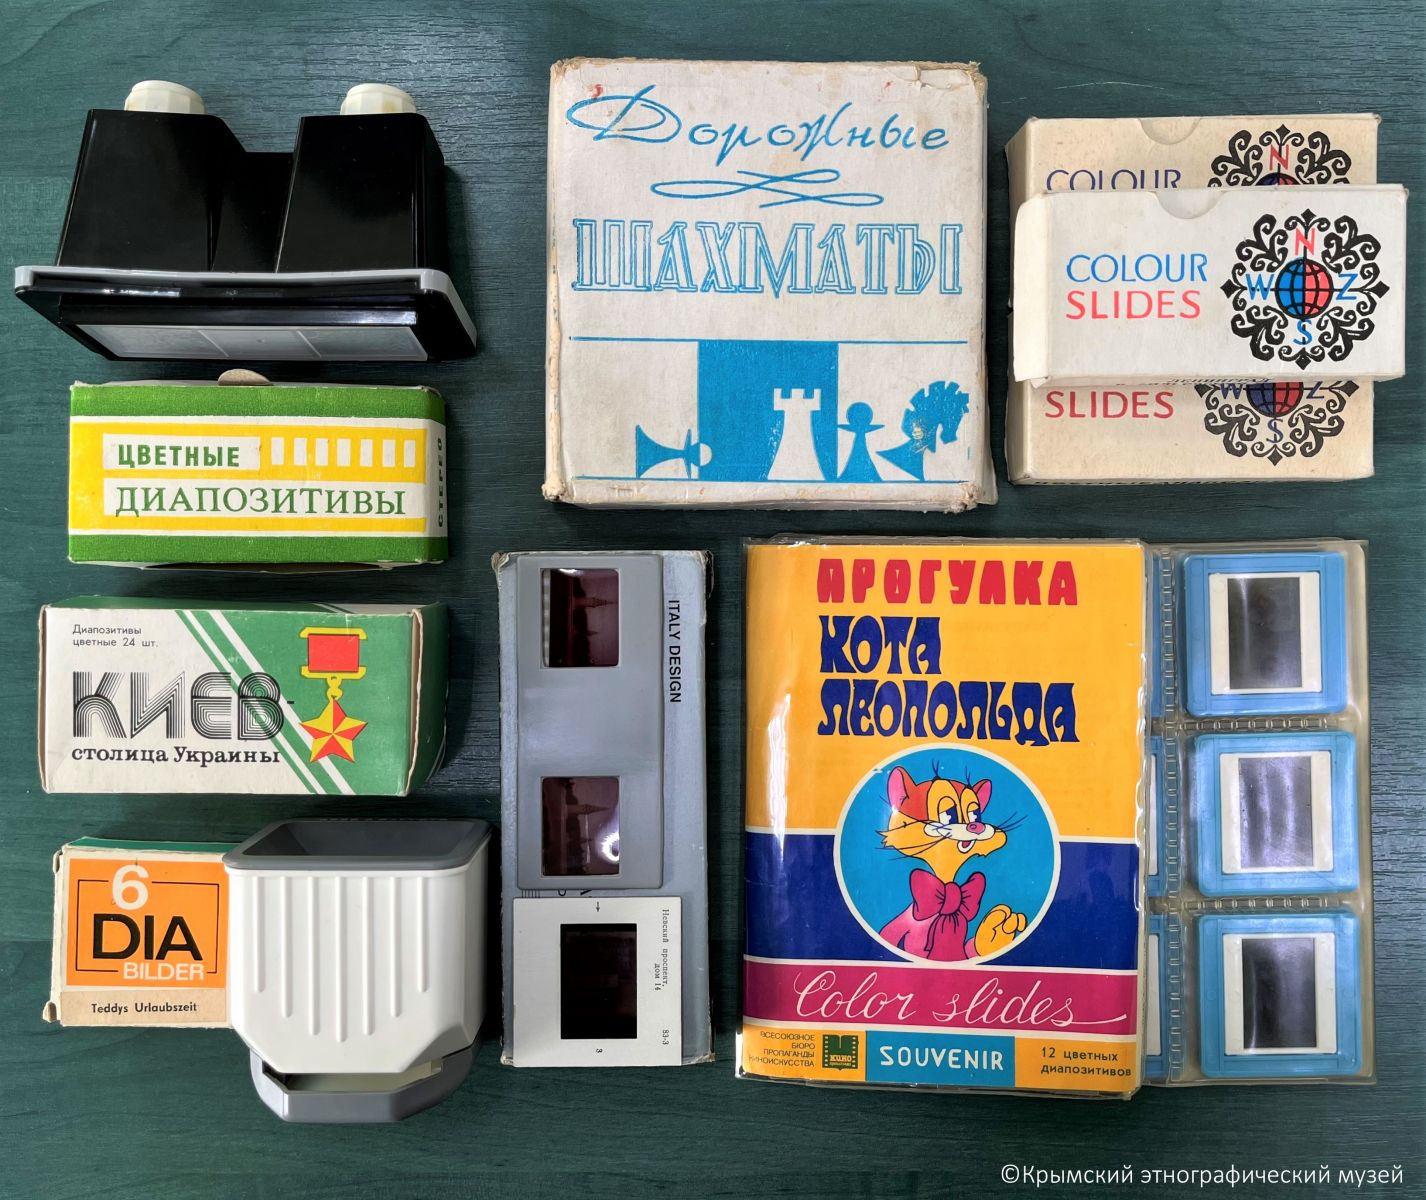 Дорожные
ШАХМАТЫ
COLOUR
COLOUR
SLIDES
N
W
Z
S
SLIDES
W
Z
S
ЦВЕТНЫЕ
ДИАПОЗИТИВЫ
СТЕРЕО
Диапозитивы
цветные 24 шт.
КИЕВ-
столица Украины
6
DIA
BILDER
Teddys Urlaubszeit
ITALY DESIGN
Невский проспект,
дом 14
83-3
3
ПРОГУЛКА
КОТА
ЛЕОПОЛЬДА
Color slides
ВСЕСОЮЗНОЕ
БЮРО
ПРОПАГАНДЫ
КИНОИСКУССТВА
КИНО
SOUVENIR
12 цветных
диапозитивов
©Крымский этнографический музей